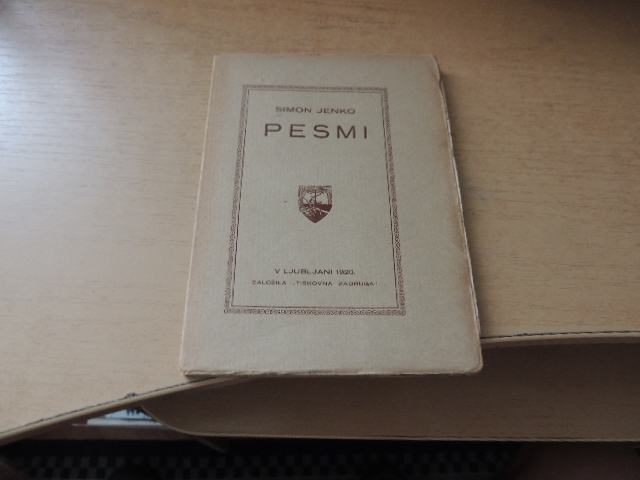 SIMON JENKO
PESMI
V LJUBLJANI 1920.
ZALOŽILA „TISKOVNA ZADRUGA“